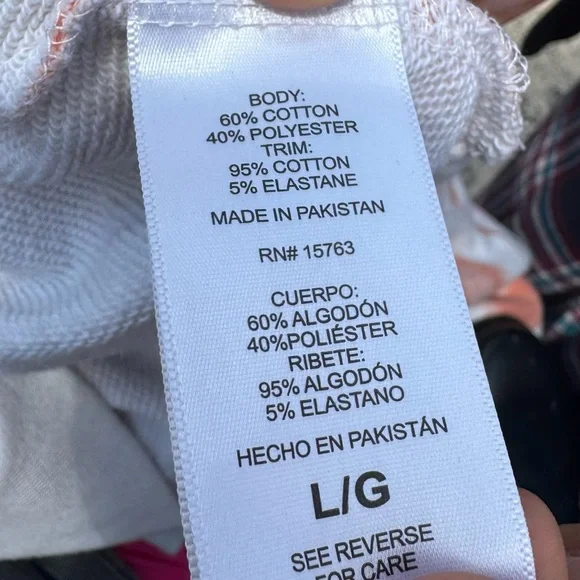 BODY:
60% COTTON
40% POLYESTER
TRIM:
95% COTTON
5% ELASTANE
MADE IN PAKISTAN
RN# 15763
CUERPO:
60% ALGODÓN
40%POLIÉSTER
RIBETE:
95% ALGODÓN
5% ELASTANO
HECHO EN PAKISTÁN
L/G
SEE REVERSE
FOR CARE